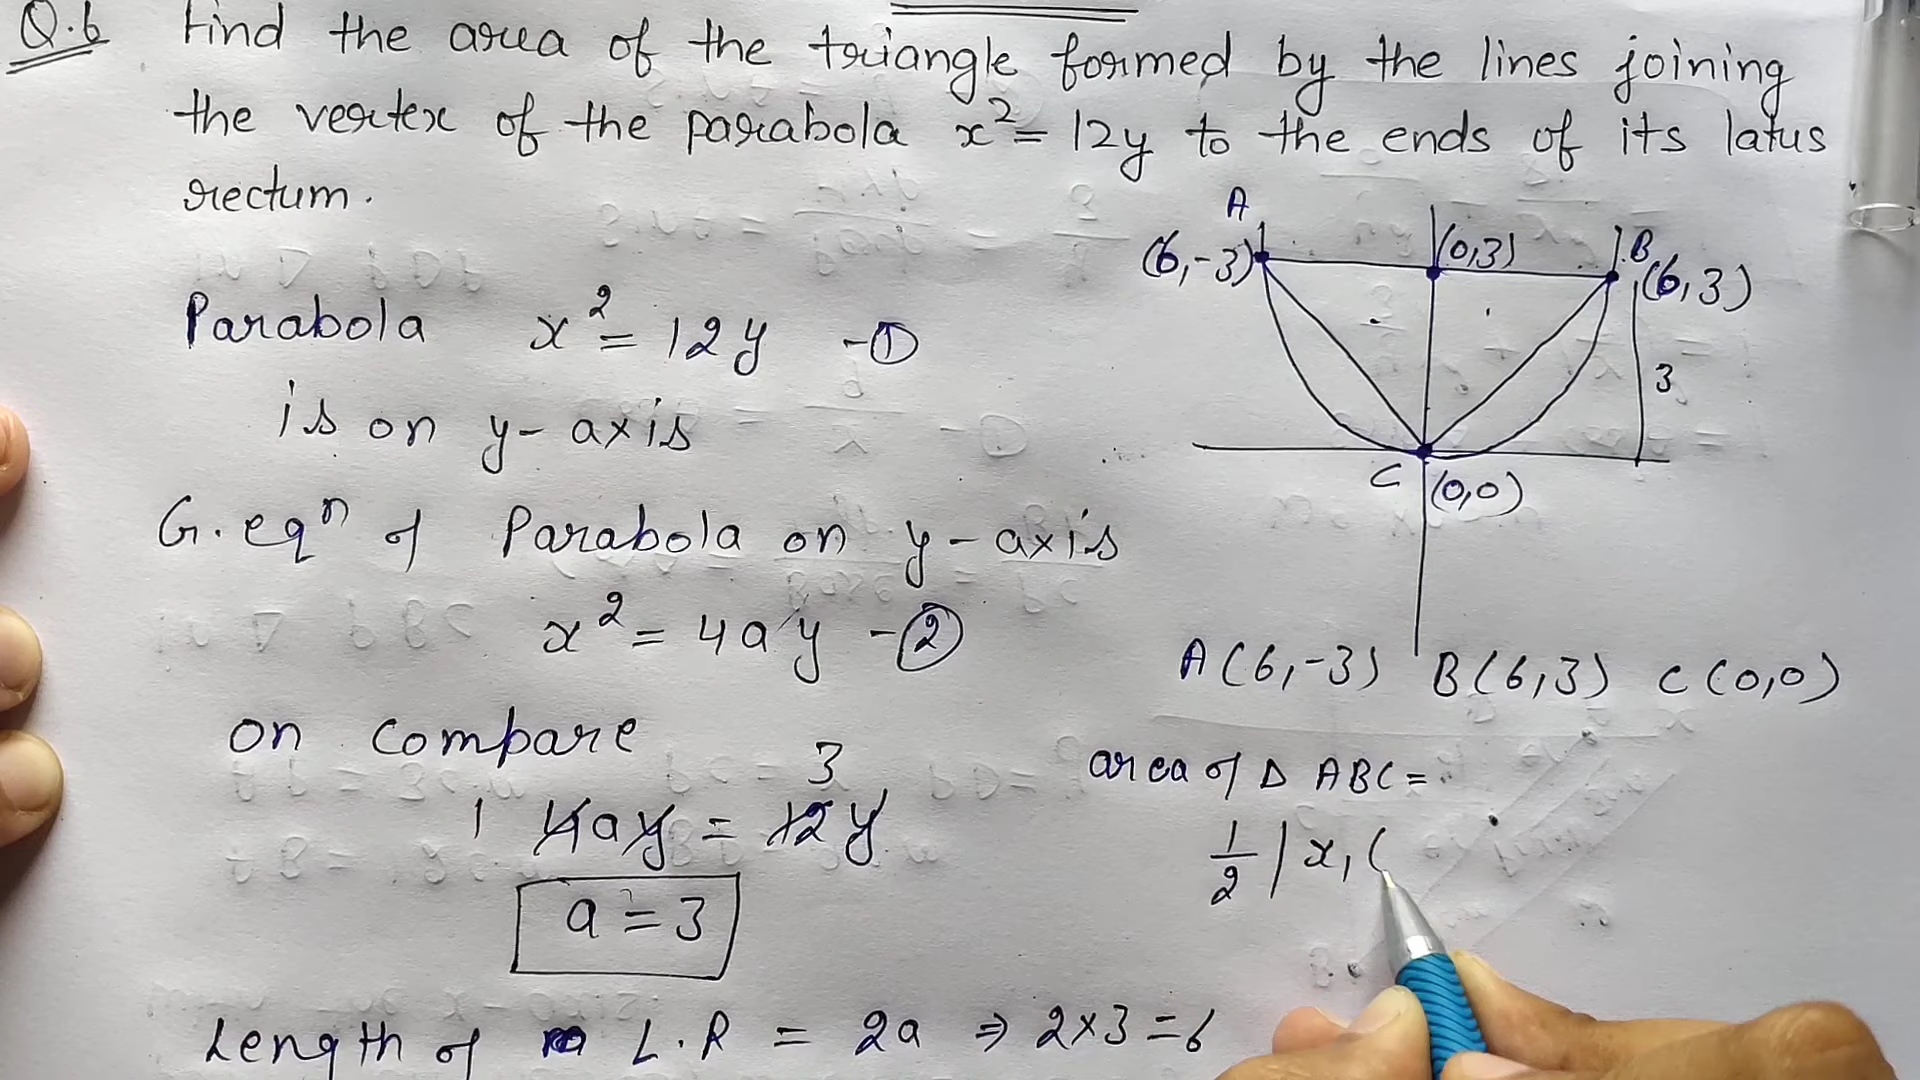 Q.6 Find the area of the triangle formed by the lines joining
the vertex of the parabola x² = 12y to the ends of its latus
rectum.
A
(6,-3)
(0,3)
B
(6,3)
3
C
(0,0)
Parabola x² = 12y -①
is on y-axis
G. eqⁿ of Parabola on y-axis
x² = 4ay -②
on compare
3
1 4ay = 12y
a = 3
Length of L.R = 2a ⇒ 2×3 = 6
A(6,-3) B(6,3) C(0,0)
area of Δ ABC =
1/2 | x₁ (